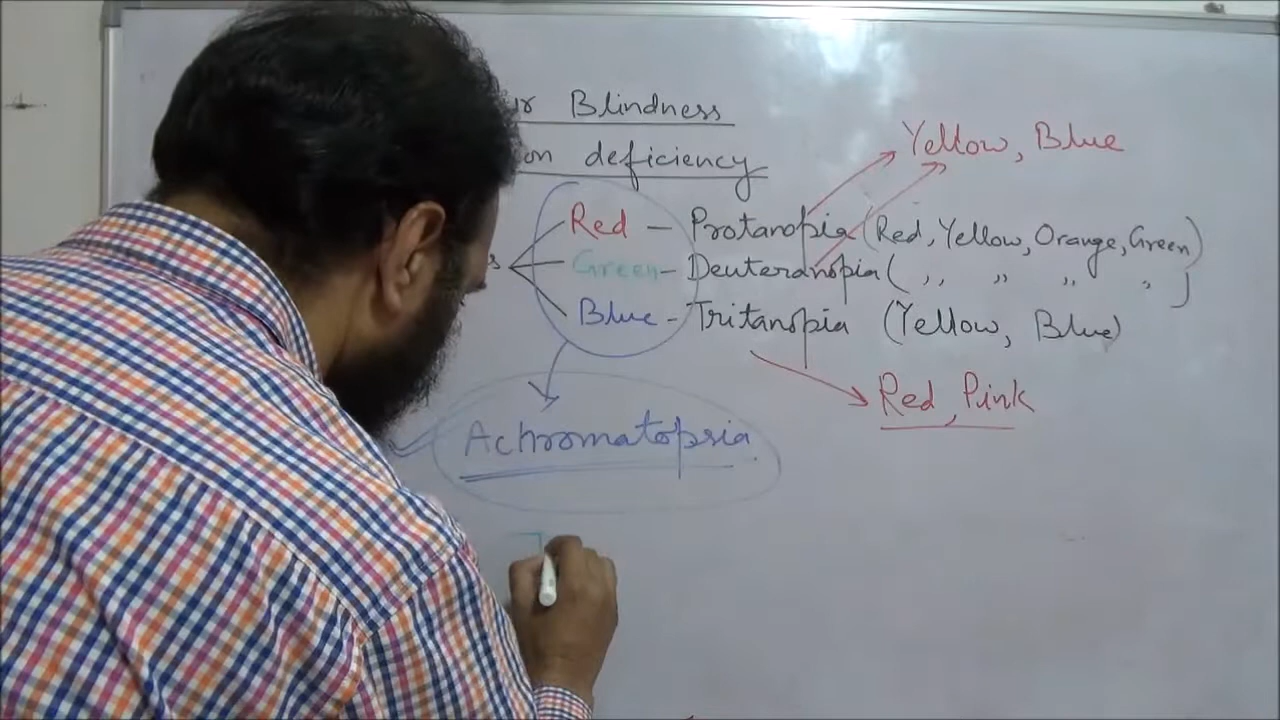 Blindness
deficiency
Yellow, Blue
Red — Protanopia (Red, Yellow, Orange, Green)
Green - Deuteranopia ( ,, ,, ,, , )
Blue - Tritanopia (Yellow, Blue)
Red, Pink
Achromatopsia